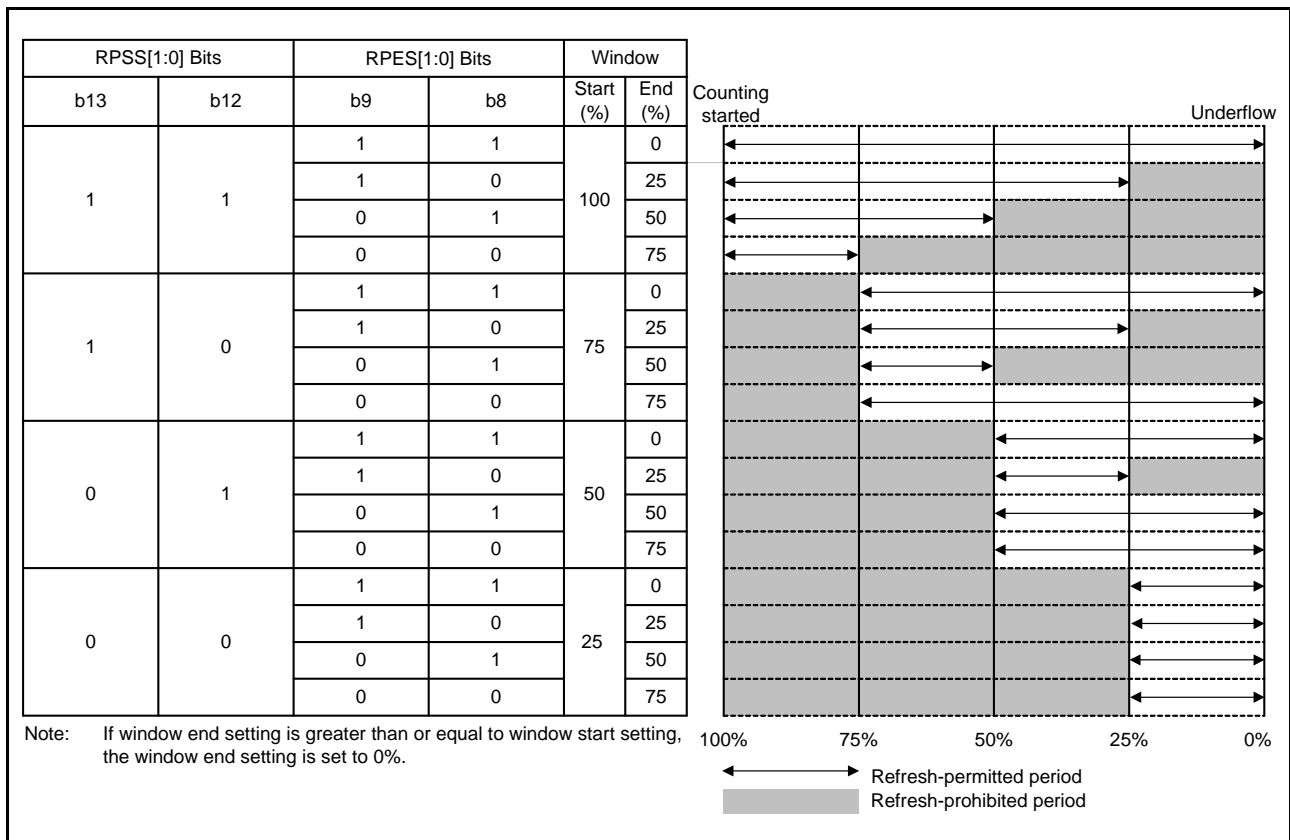 RPSS[1:0] Bits RPES[1:0] Bits Window
b13 b12 b9 b8 Start (%) End (%)
Counting started
Underflow
1 1 1 1 100 0
1 0 25
0 1 50
0 0 75
1 0 1 1 75 0
1 0 25
0 1 50
0 0 75
0 1 1 1 50 0
1 0 25
0 1 50
0 0 75
0 0 1 1 25 0
1 0 25
0 1 50
0 0 75
100% 75% 50% 25% 0%
Note: If window end setting is greater than or equal to window start setting,
the window end setting is set to 0%.
Refresh-permitted period
Refresh-prohibited period